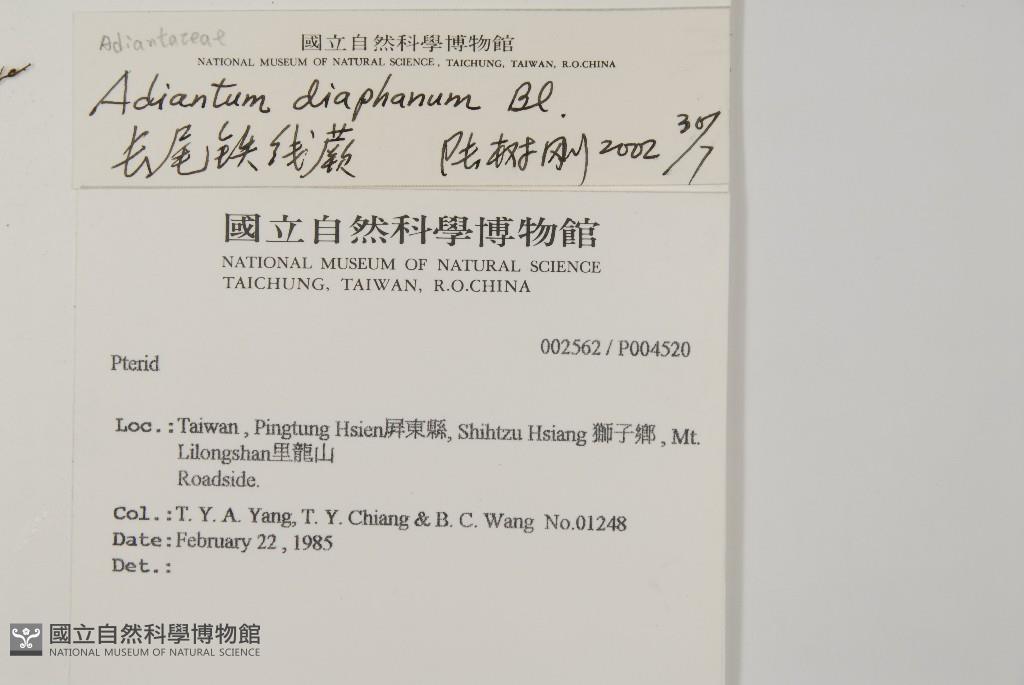 Adiantaceae
國立自然科學博物館
NATIONAL MUSEUM OF NATURAL SCIENCE, TAICHUNG, TAIWAN, R.O.CHINA
Adiantum diaphanum Bl.
长尾铁线蕨 陆树刚 2002 30/7
國立自然科學博物館
NATIONAL MUSEUM OF NATURAL SCIENCE
TAICHUNG, TAIWAN, R.O.CHINA
002562 / P004520
Pterid
Loc.: Taiwan , Pingtung Hsien屏東縣, Shihtzu Hsiang 獅子鄉 , Mt.
Lilongshan里龍山
Roadside.
Col.: T. Y. A. Yang, T. Y. Chiang & B. C. Wang No.01248
Date: February 22 , 1985
Det.:
國立自然科學博物館
NATIONAL MUSEUM OF NATURAL SCIENCE